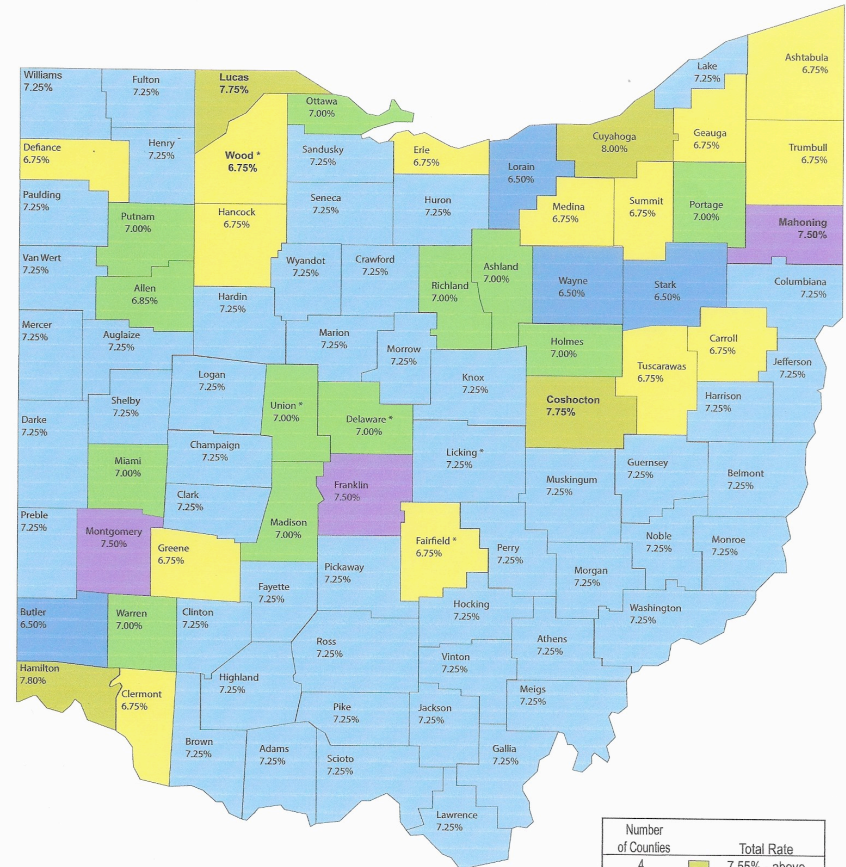 Williams
7.25%
Fulton
7.25%
Lucas
7.75%
Ottawa
7.00%
Lake
7.25%
Ashtabula
6.75%
Defiance
6.75%
Henry
7.25%
Wood *
6.75%
Sandusky
7.25%
Erie
6.75%
Lorain
6.50%
Cuyahoga
8.00%
Geauga
6.75%
Trumbull
6.75%
Paulding
7.25%
Putnam
7.00%
Hancock
6.75%
Seneca
7.25%
Huron
7.25%
Medina
6.75%
Summit
6.75%
Portage
7.00%
Mahoning
7.50%
Van Wert
7.25%
Allen
6.85%
Hardin
7.25%
Wyandot
7.25%
Crawford
7.25%
Richland
7.00%
Ashland
7.00%
Wayne
6.50%
Stark
6.50%
Columbiana
7.25%
Mercer
7.25%
Auglaize
7.25%
Marion
7.25%
Morrow
7.25%
Holmes
7.00%
Tuscarawas
6.75%
Carroll
6.75%
Jefferson
7.25%
Logan
7.25%
Shelby
7.25%
Union *
7.00%
Delaware *
7.00%
Knox
7.25%
Coshocton
7.75%
Harrison
7.25%
Darke
7.25%
Miami
7.00%
Champaign
7.25%
Licking *
7.25%
Muskingum
7.25%
Guernsey
7.25%
Belmont
7.25%
Clark
7.25%
Madison
7.00%
Franklin
7.50%
Preble
7.25%
Montgomery
7.50%
Greene
6.75%
Fayette
7.25%
Pickaway
7.25%
Fairfield *
6.75%
Perry
7.25%
Morgan
7.25%
Noble
7.25%
Monroe
7.25%
Butler
6.50%
Warren
7.00%
Clinton
7.25%
Ross
7.25%
Hocking
7.25%
Athens
7.25%
Washington
7.25%
Hamilton
7.80%
Clermont
6.75%
Highland
7.25%
Vinton
7.25%
Meigs
7.25%
Brown
7.25%
Adams
7.25%
Pike
7.25%
Jackson
7.25%
Scioto
7.25%
Gallia
7.25%
Lawrence
7.25%
Number
of Counties Total Rate
4 7.55% above